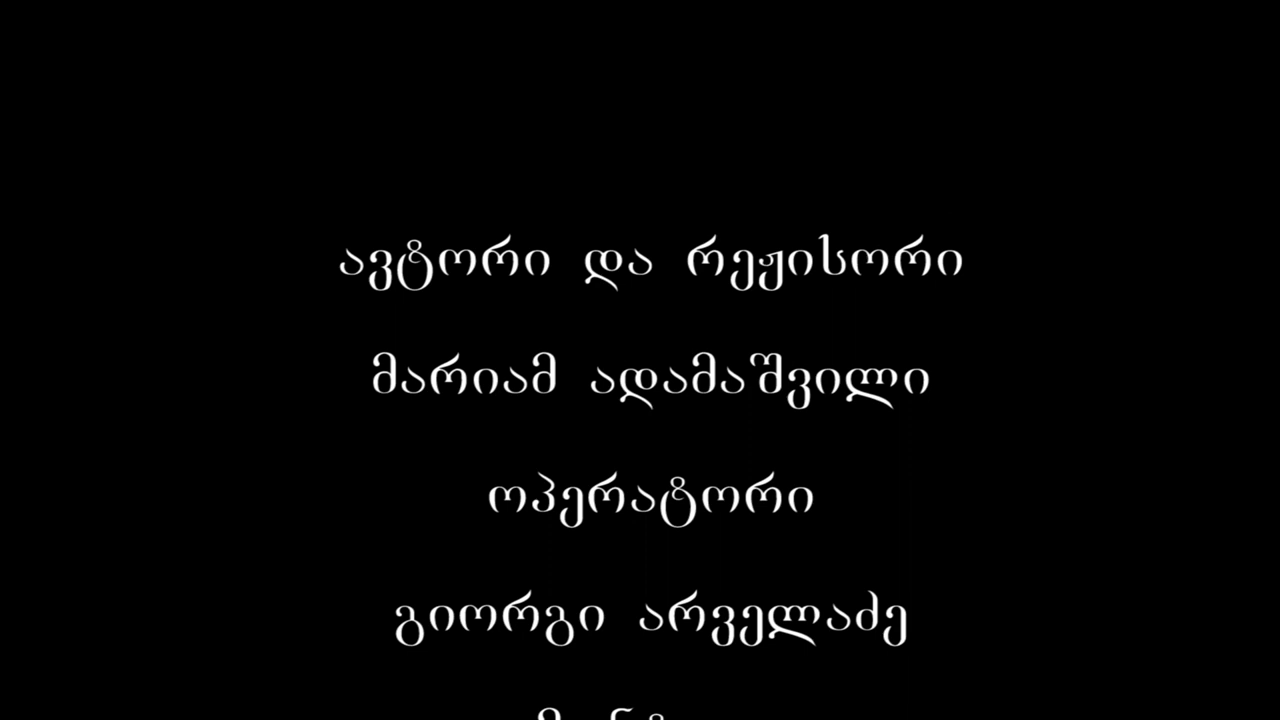 ავტორი და რეჟისორი
მარიამ ადამაშვილი
ოპერატორი
გიორგი არველაძე